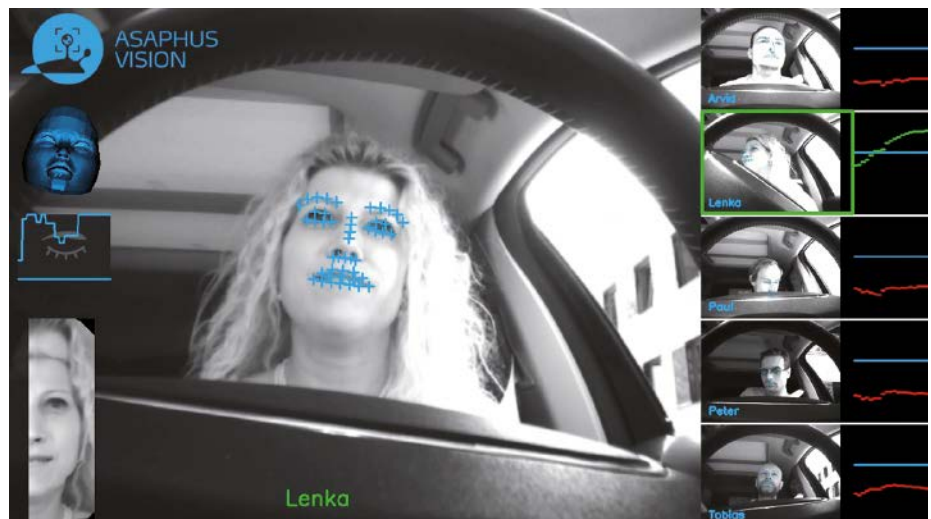 ASAPHUS
VISION
Arvid
Lenka
Paul
Peter
Tobias
Lenka